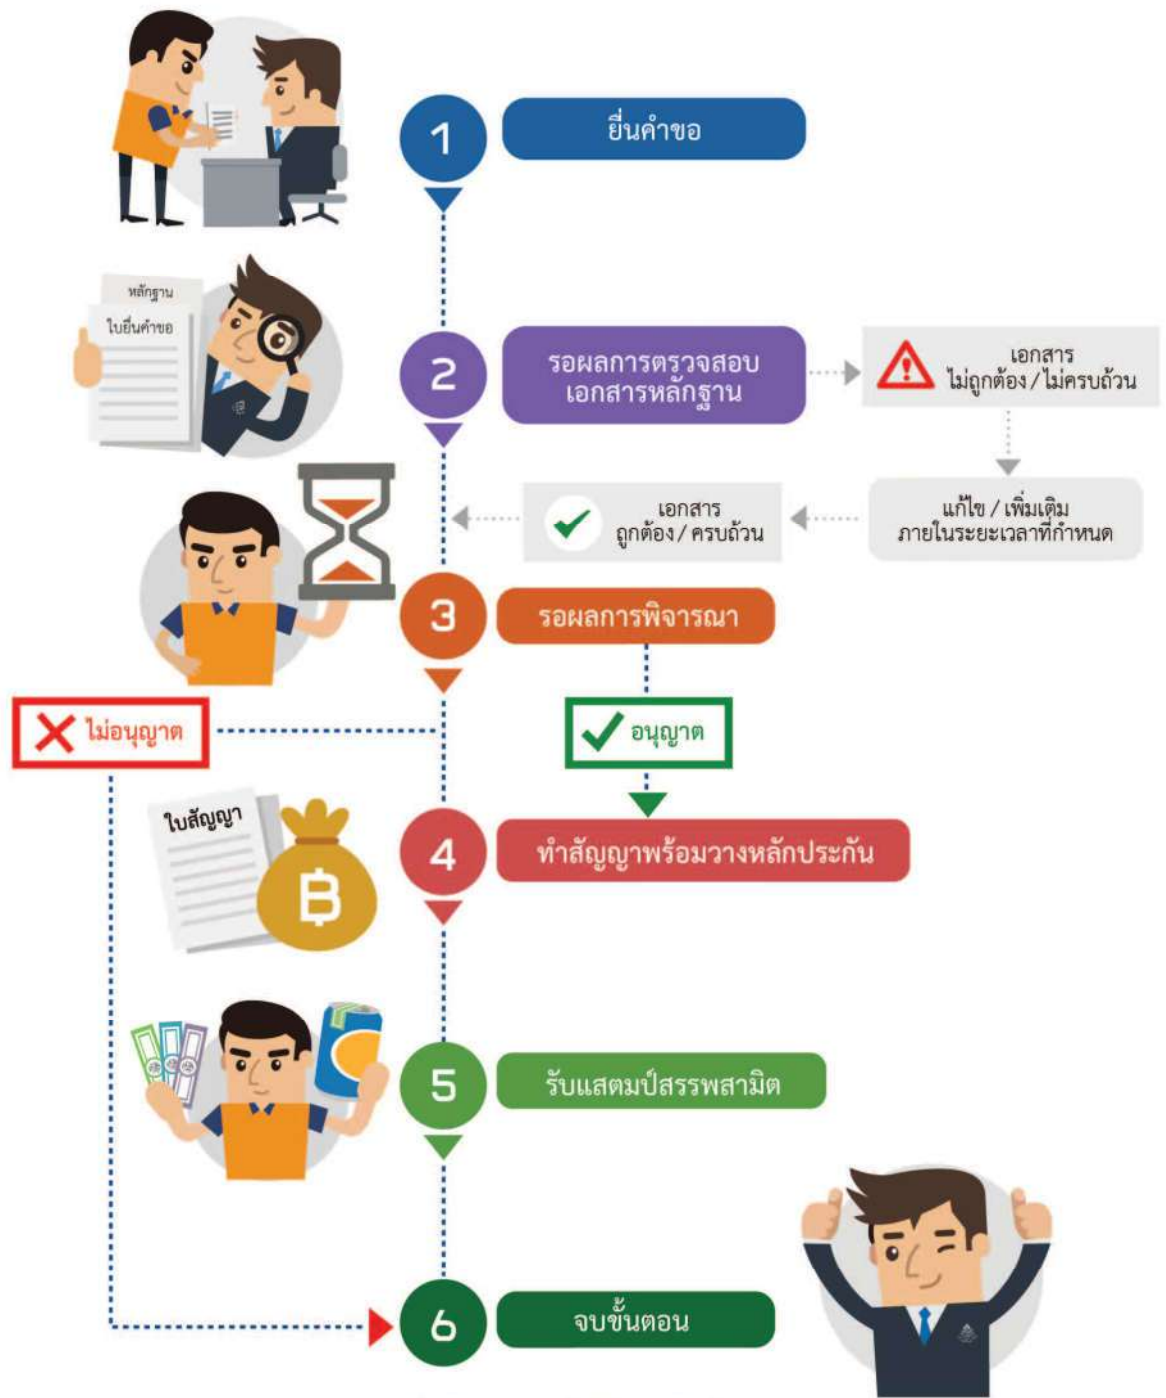 1
ยื่นคำขอ
หลักฐาน
ใบยื่นคำขอ
2
รอผลการตรวจสอบ
เอกสารหลักฐาน
เอกสาร
ไม่ถูกต้อง / ไม่ครบถ้วน
แก้ไข / เพิ่มเติม
ภายในระยะเวลาที่กำหนด
เอกสาร
ถูกต้อง / ครบถ้วน
3
รอผลการพิจารณา
ไม่อนุญาต
อนุญาต
ใบสัญญา
฿
4
ทำสัญญาพร้อมวางหลักประกัน
5
รับแสตมป์สรรพสามิต
6
จบขั้นตอน